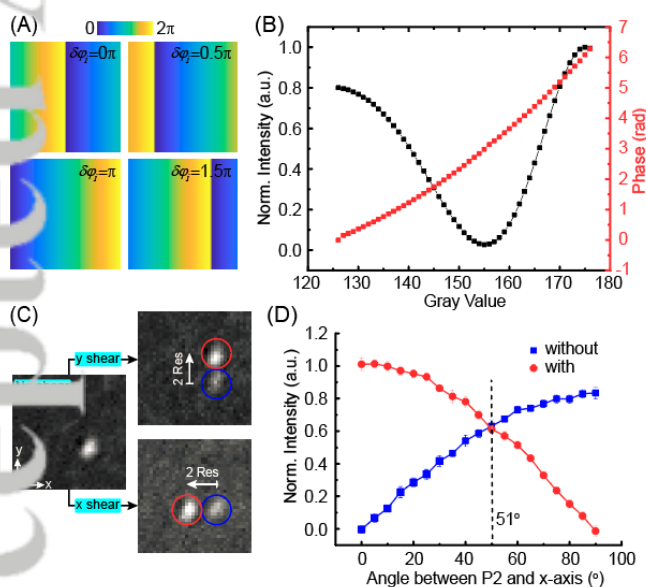 (A)
0 2π
δφ₁=0π
δφ₁=0.5π
δφ₁=π
δφ₁=1.5π
(B)
Norm. Intensity (a.u.)
1.0
0.8
0.6
0.4
0.2
0.0
7
6
5
4
3
2
1
0
-1
Phase (rad)
120 130 140 150 160 170 180
Gray Value
(C)
y shear
2 Res
y
x
x shear
2 Res
(D)
Norm. Intensity (a.u.)
1.2
1.0
0.8
0.6
0.4
0.2
0.0
without
with
51°
0 20 40 60 80 100
Angle between P2 and x-axis (°)